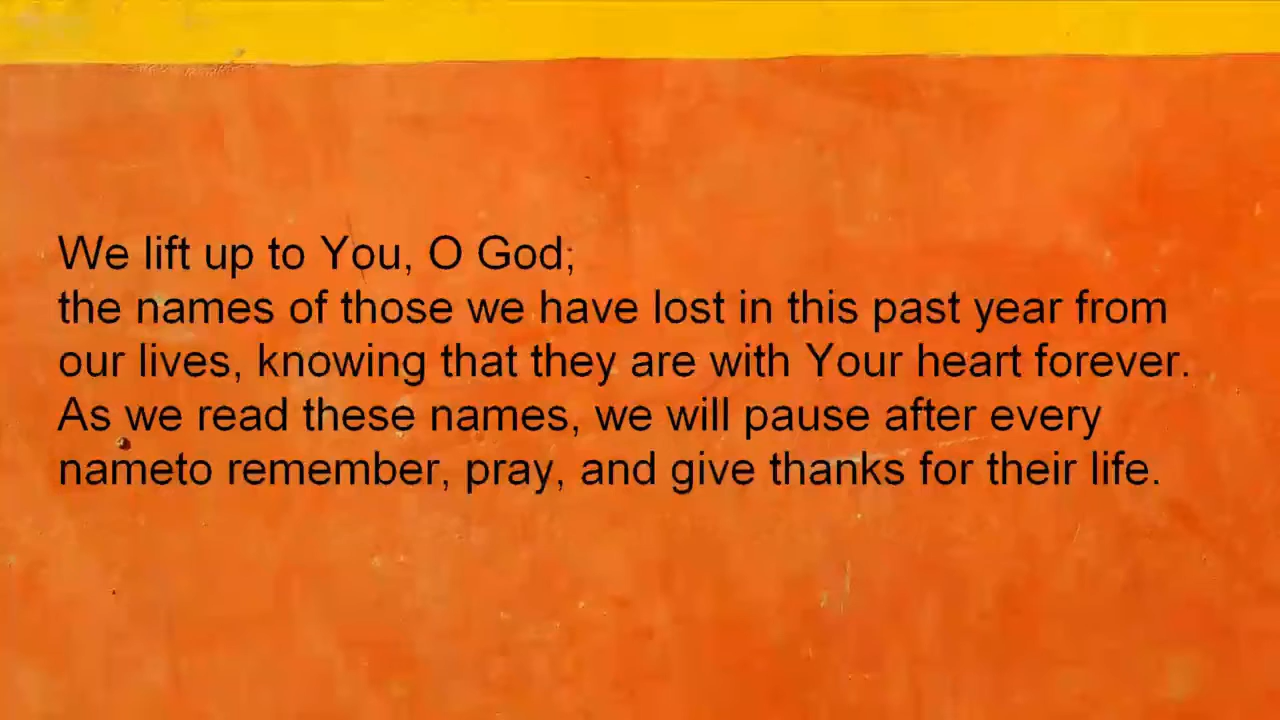 We lift up to You, O God;
the names of those we have lost in this past year from
our lives, knowing that they are with Your heart forever.
As we read these names, we will pause after every
nameto remember, pray, and give thanks for their life.